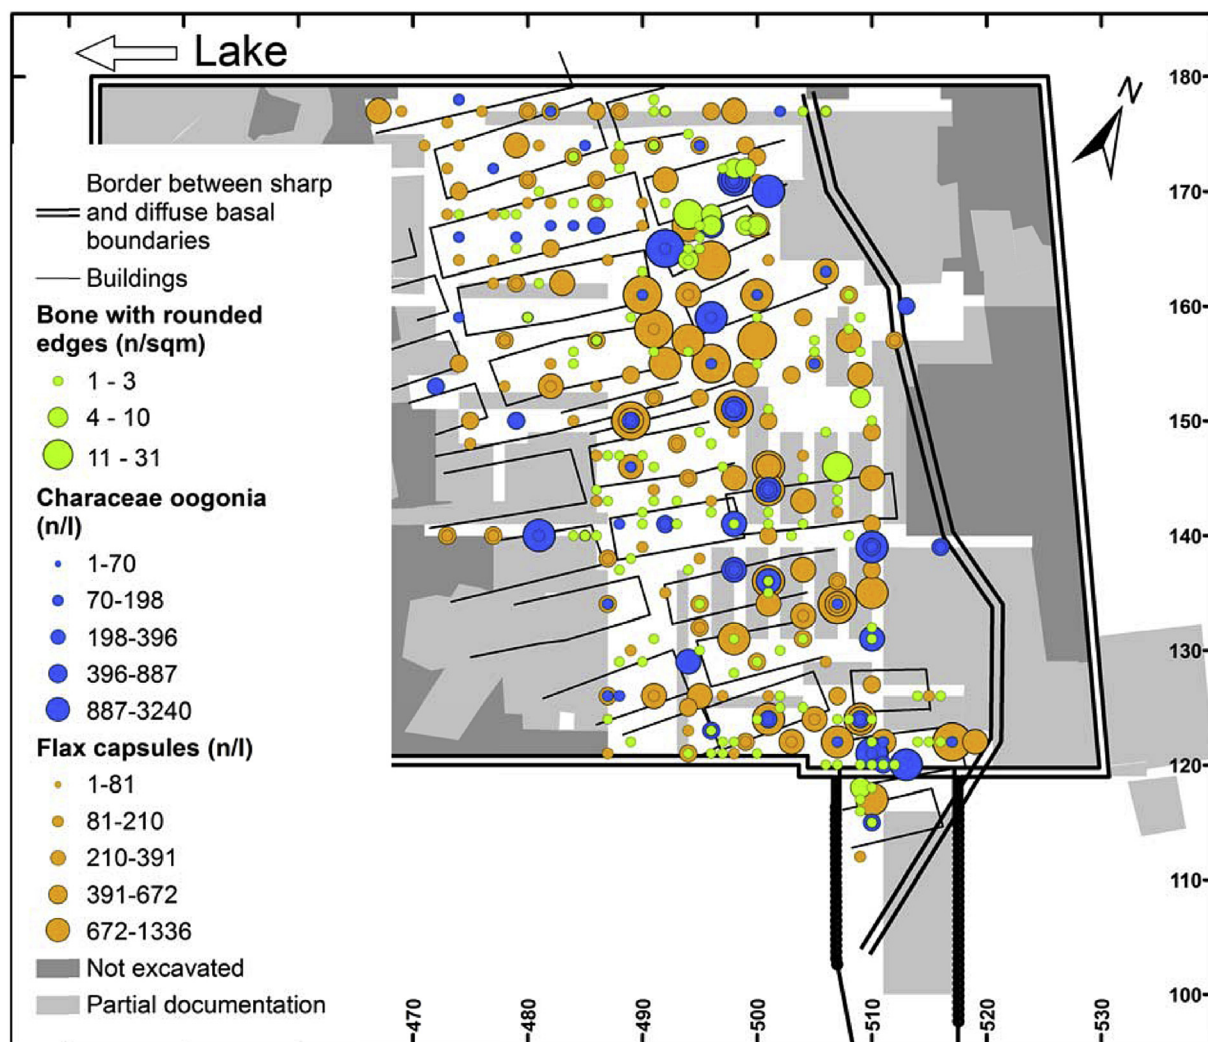 Lake
N
Border between sharp
and diffuse basal
boundaries
Buildings
Bone with rounded
edges (n/sqm)
1 - 3
4 - 10
11 - 31
Characeae oogonia
(n/l)
1-70
70-198
198-396
396-887
887-3240
Flax capsules (n/l)
1-81
81-210
210-391
391-672
672-1336
Not excavated
Partial documentation
180
170
160
150
140
130
120
110
100
470
480
490
500
510
520
530